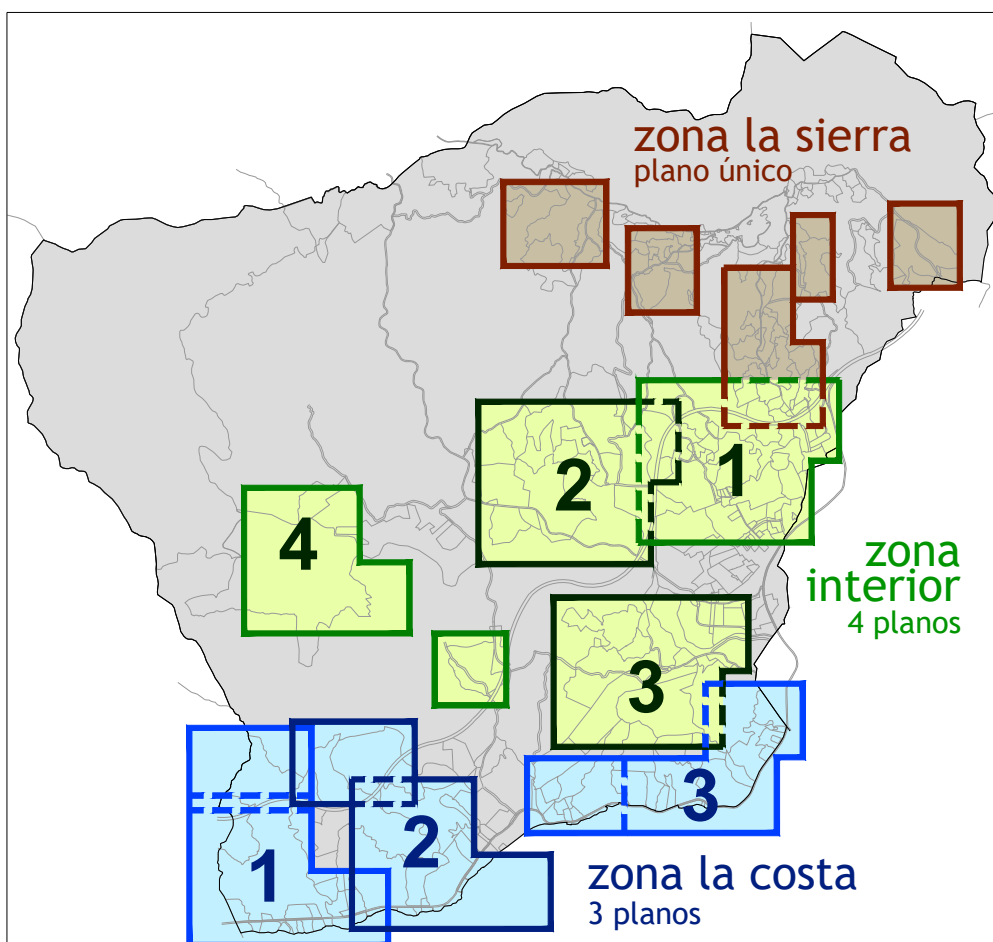 zona la sierra
plano único
2
1
4
zona
interior
4 planos
3
3
1
2
zona la costa
3 planos